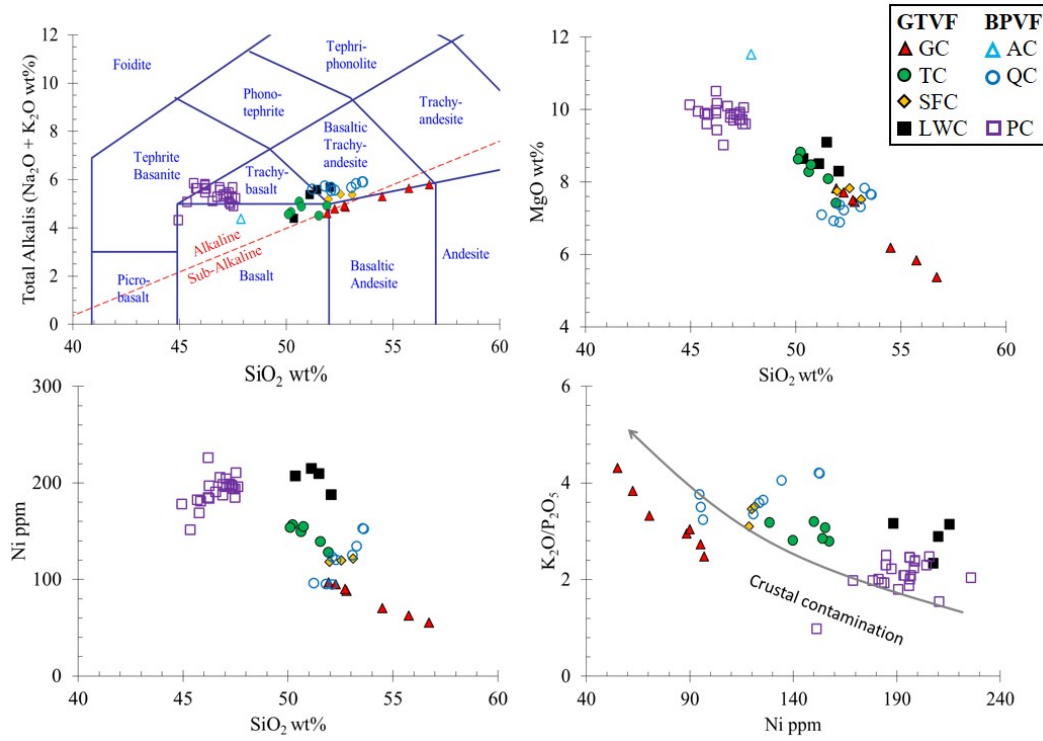 GTVF BPVF
GC AC
TC QC
SFC
LWC PC
12
10
8
6
4
2
0
Total Alkalis (Na2O + K2O wt%)
Foidite
Tephri-
phonolite
Phono-
tephrite
Trachy-
andesite
Basaltic
Trachy-
andesite
Tephrite
Basanite
Trachy-
basalt
Alkaline
Sub-Alkaline
Picro-
basalt
Basalt
Basaltic
Andesite
Andesite
40 45 50 55 60
SiO2 wt%
12
10
8
6
4
MgO wt%
40 45 50 55 60
SiO2 wt%
300
200
100
0
Ni ppm
40 45 50 55 60
SiO2 wt%
6
4
2
0
K2O/P2O5
Crustal contamination
40 90 140 190 240
Ni ppm